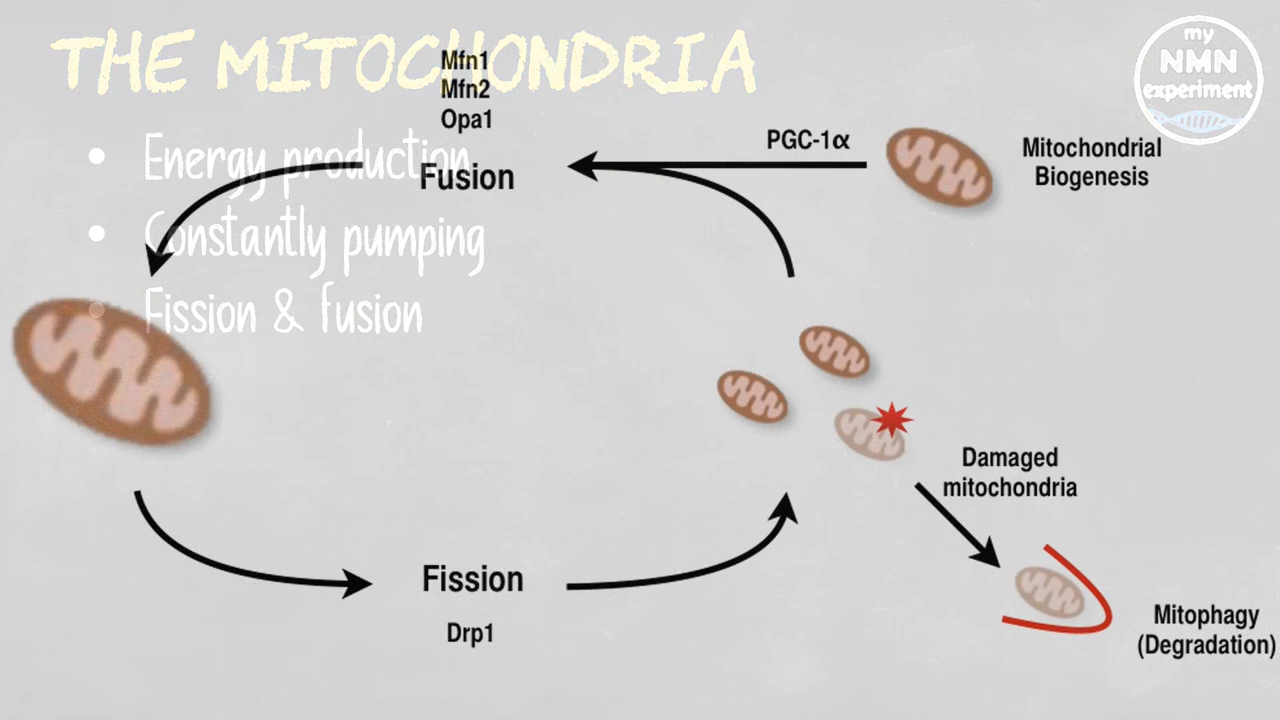 THE MITOCHONDRIA
• Energy production
• Constantly pumping
• Fission & fusion
my
NMN
experiment
Mfn1
Mfn2
Opa1
Fusion
PGC-1α
Mitochondrial
Biogenesis
Damaged
mitochondria
Fission
Drp1
Mitophagy
(Degradation)